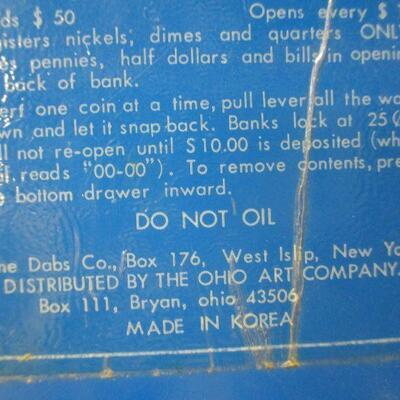 ds $ 50 Opens every $
isters nickels, dimes and quarters ONL
es pennies, half dollars and bills in openin
back of bank.
ert one coin at a time, pull lever all the wa
wn and let it snap back. Banks lock at 25¢
ll not re-open until $10.00 is deposited (wh
l. reads “00-00”). To remove contents, pre
e bottom drawer inward.
DO NOT OIL
ne Dabs Co., Box 176, West Islip, New Yo
DISTRIBUTED BY THE OHIO ART COMPANY.
Box 111, Bryan, ohio 43506
MADE IN KOREA